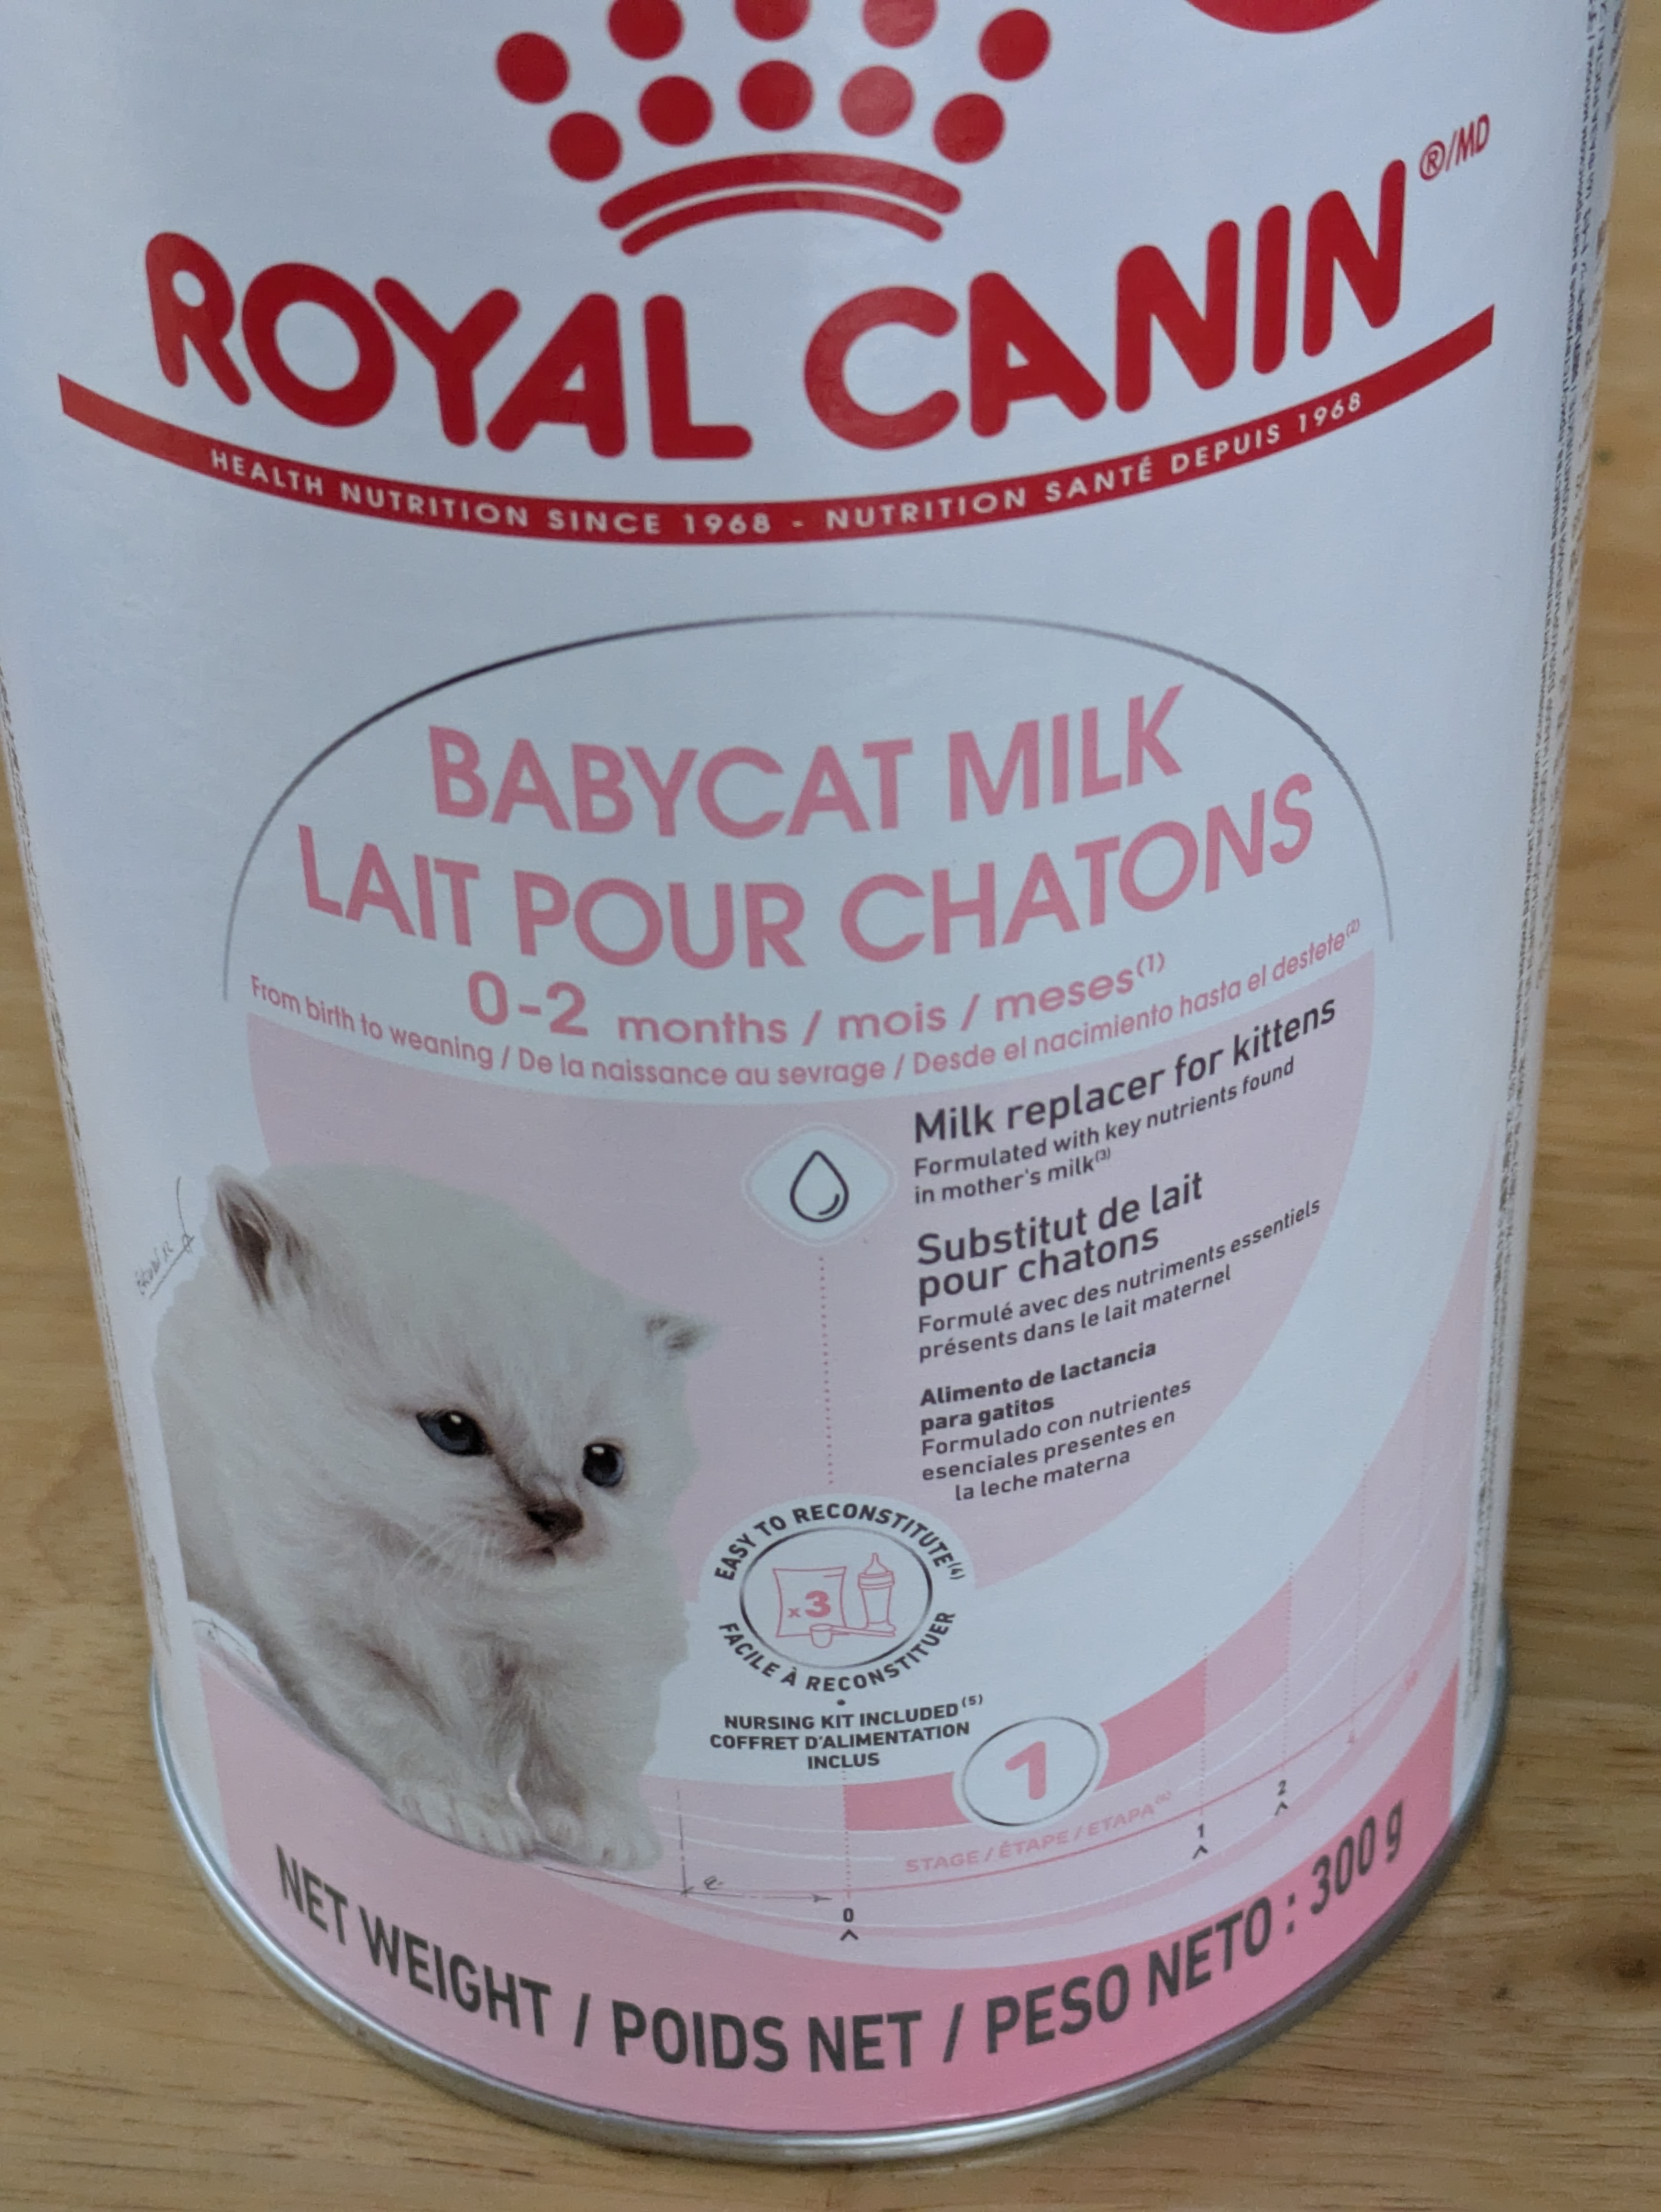 ROYAL CANIN ®/MD
HEALTH NUTRITION SINCE 1968 - NUTRITION SANTÉ DEPUIS 1968
BABYCAT MILK
LAIT POUR CHATONS
0-2 months / mois / meses(1)
From birth to weaning / De la naissance au sevrage / Desde el nacimiento hasta el destete(2)
Milk replacer for kittens
Formulated with key nutrients found
in mother's milk(3)
Substitut de lait
pour chatons
Formulé avec des nutriments essentiels
présents dans le lait maternel
Alimento de lactancia
para gatitos
Formulado con nutrientes
esenciales presentes en
la leche materna
EASY TO RECONSTITUTE(4)
x3
FACILE À RECONSTITUER
•
NURSING KIT INCLUDED(5)
COFFRET D'ALIMENTATION
INCLUS
1
STAGE / ÉTAPE / ETAPA(6)
0
1
2
NET WEIGHT / POIDS NET / PESO NETO : 300 g